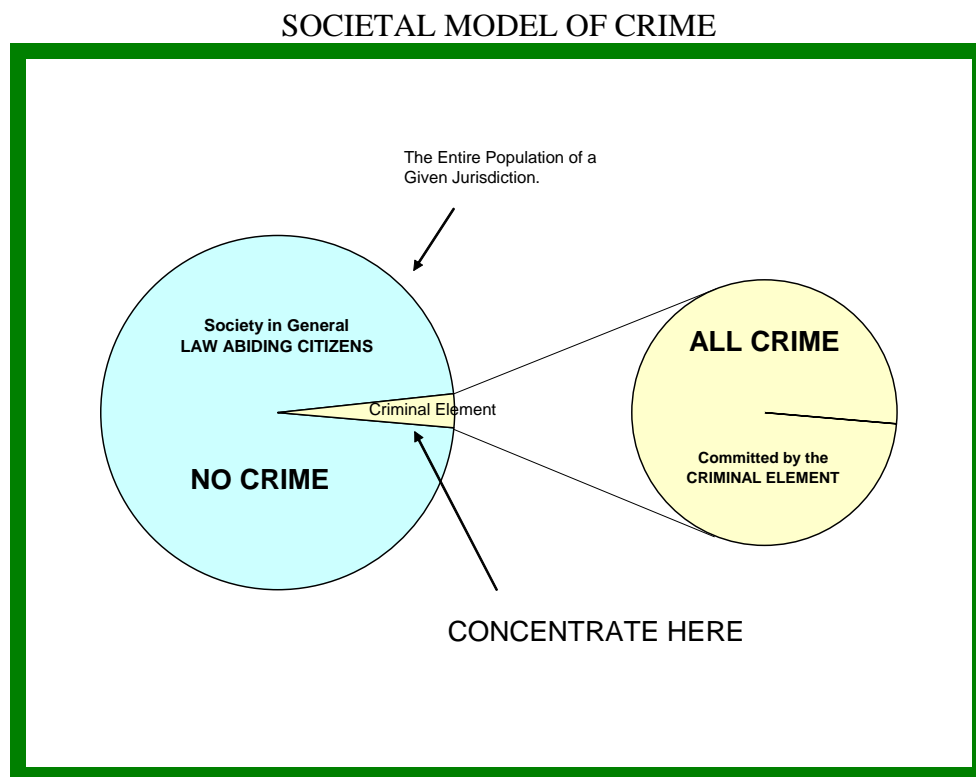 SOCIETAL MODEL OF CRIME
The Entire Population of a
Given Jurisdiction.
Society in General
LAW ABIDING CITIZENS
ALL CRIME
Criminal Element
Committed by the
CRIMINAL ELEMENT
NO CRIME
CONCENTRATE HERE